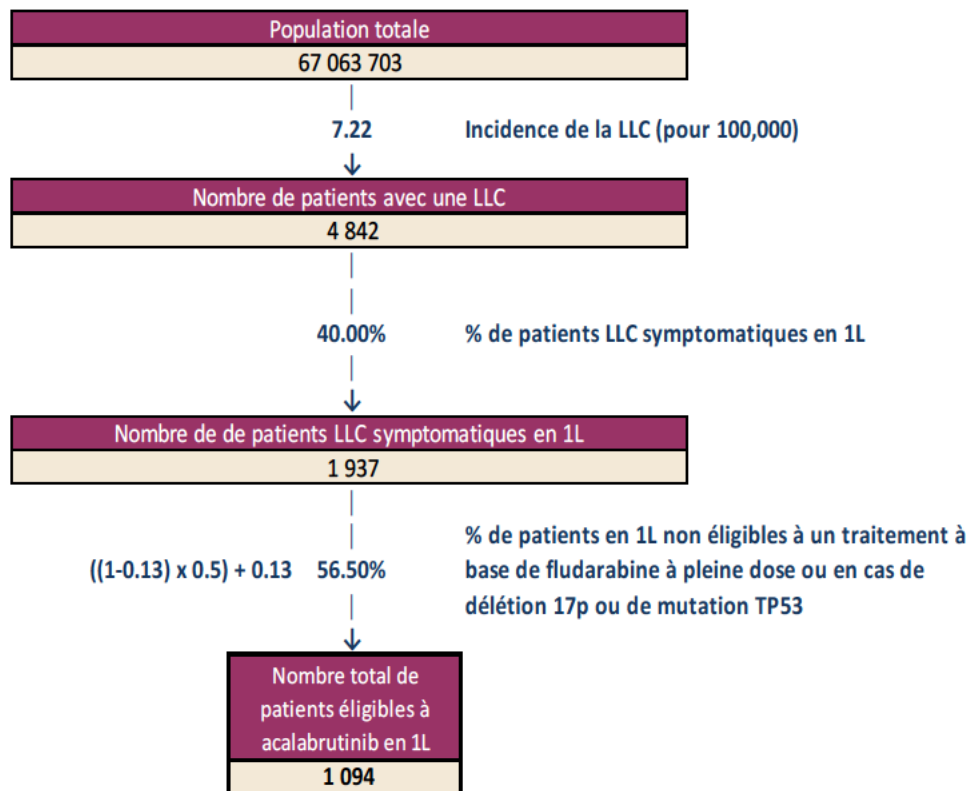 Population totale
67 063 703
7.22 Incidence de la LLC (pour 100,000)
Nombre de patients avec une LLC
4 842
40.00% % de patients LLC symptomatiques en 1L
Nombre de de patients LLC symptomatiques en 1L
1 937
% de patients en 1L non éligibles à un traitement à
((1-0.13) x 0.5) + 0.13 56.50% base de fludarabine à pleine dose ou en cas de
délétion 17p ou de mutation TP53
Nombre total de
patients éligibles à
acalabrutinib en 1L
1 094